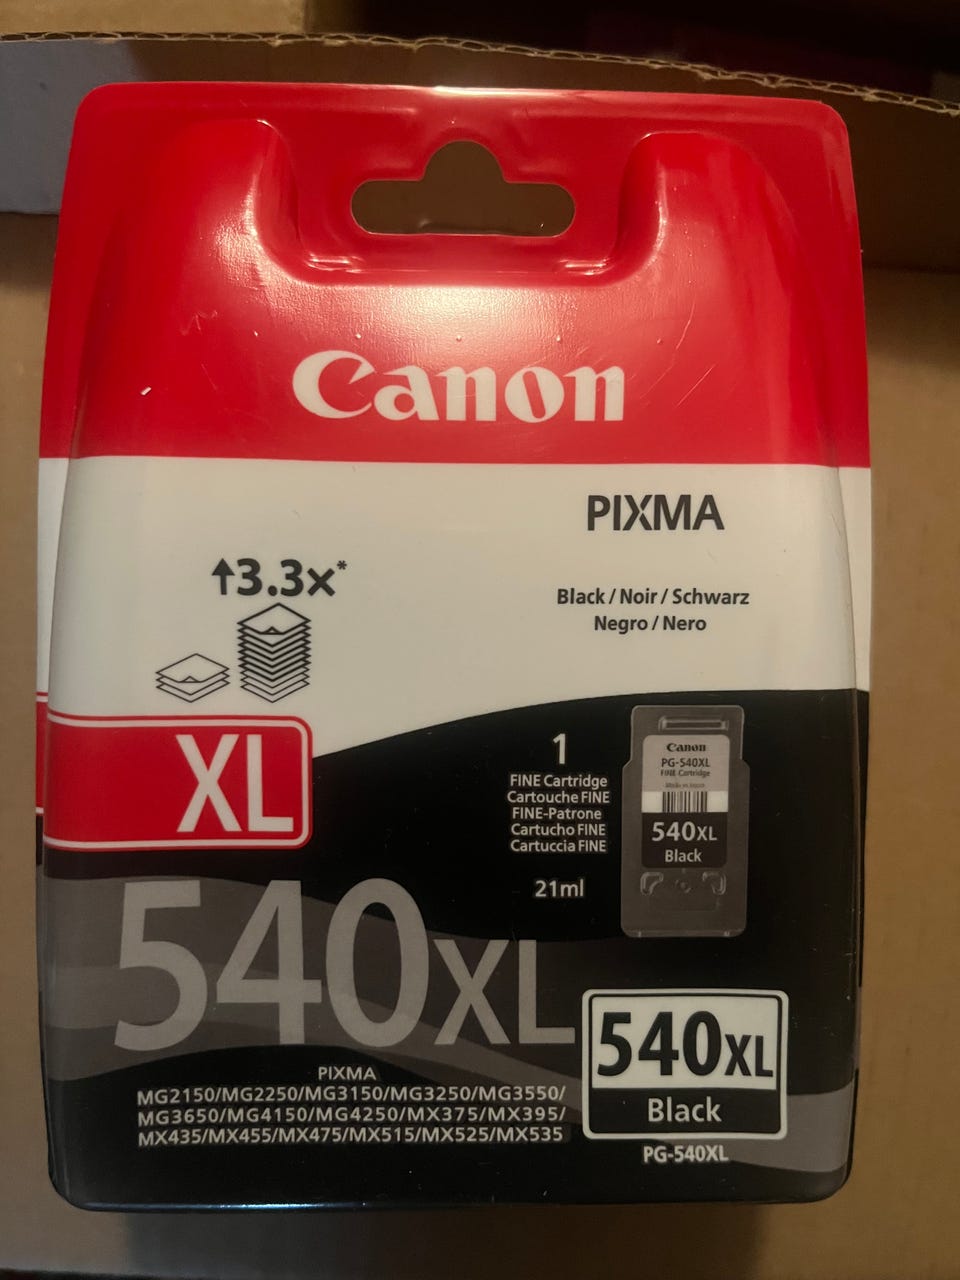 Canon
PIXMA
↑3.3x*
Black / Noir / Schwarz
Negro / Nero
XL
1
FINE Cartridge
Cartouche FINE
FINE-Patrone
Cartucho FINE
Cartuccia FINE
21ml
Canon
PG-540XL
FINE Cartridge
540XL
Black
540XL
540XL
Black
PG-540XL
PIXMA
MG2150/MG2250/MG3150/MG3250/MG3550/
MG3650/MG4150/MG4250/MX375/MX395/
MX435/MX455/MX475/MX515/MX525/MX535